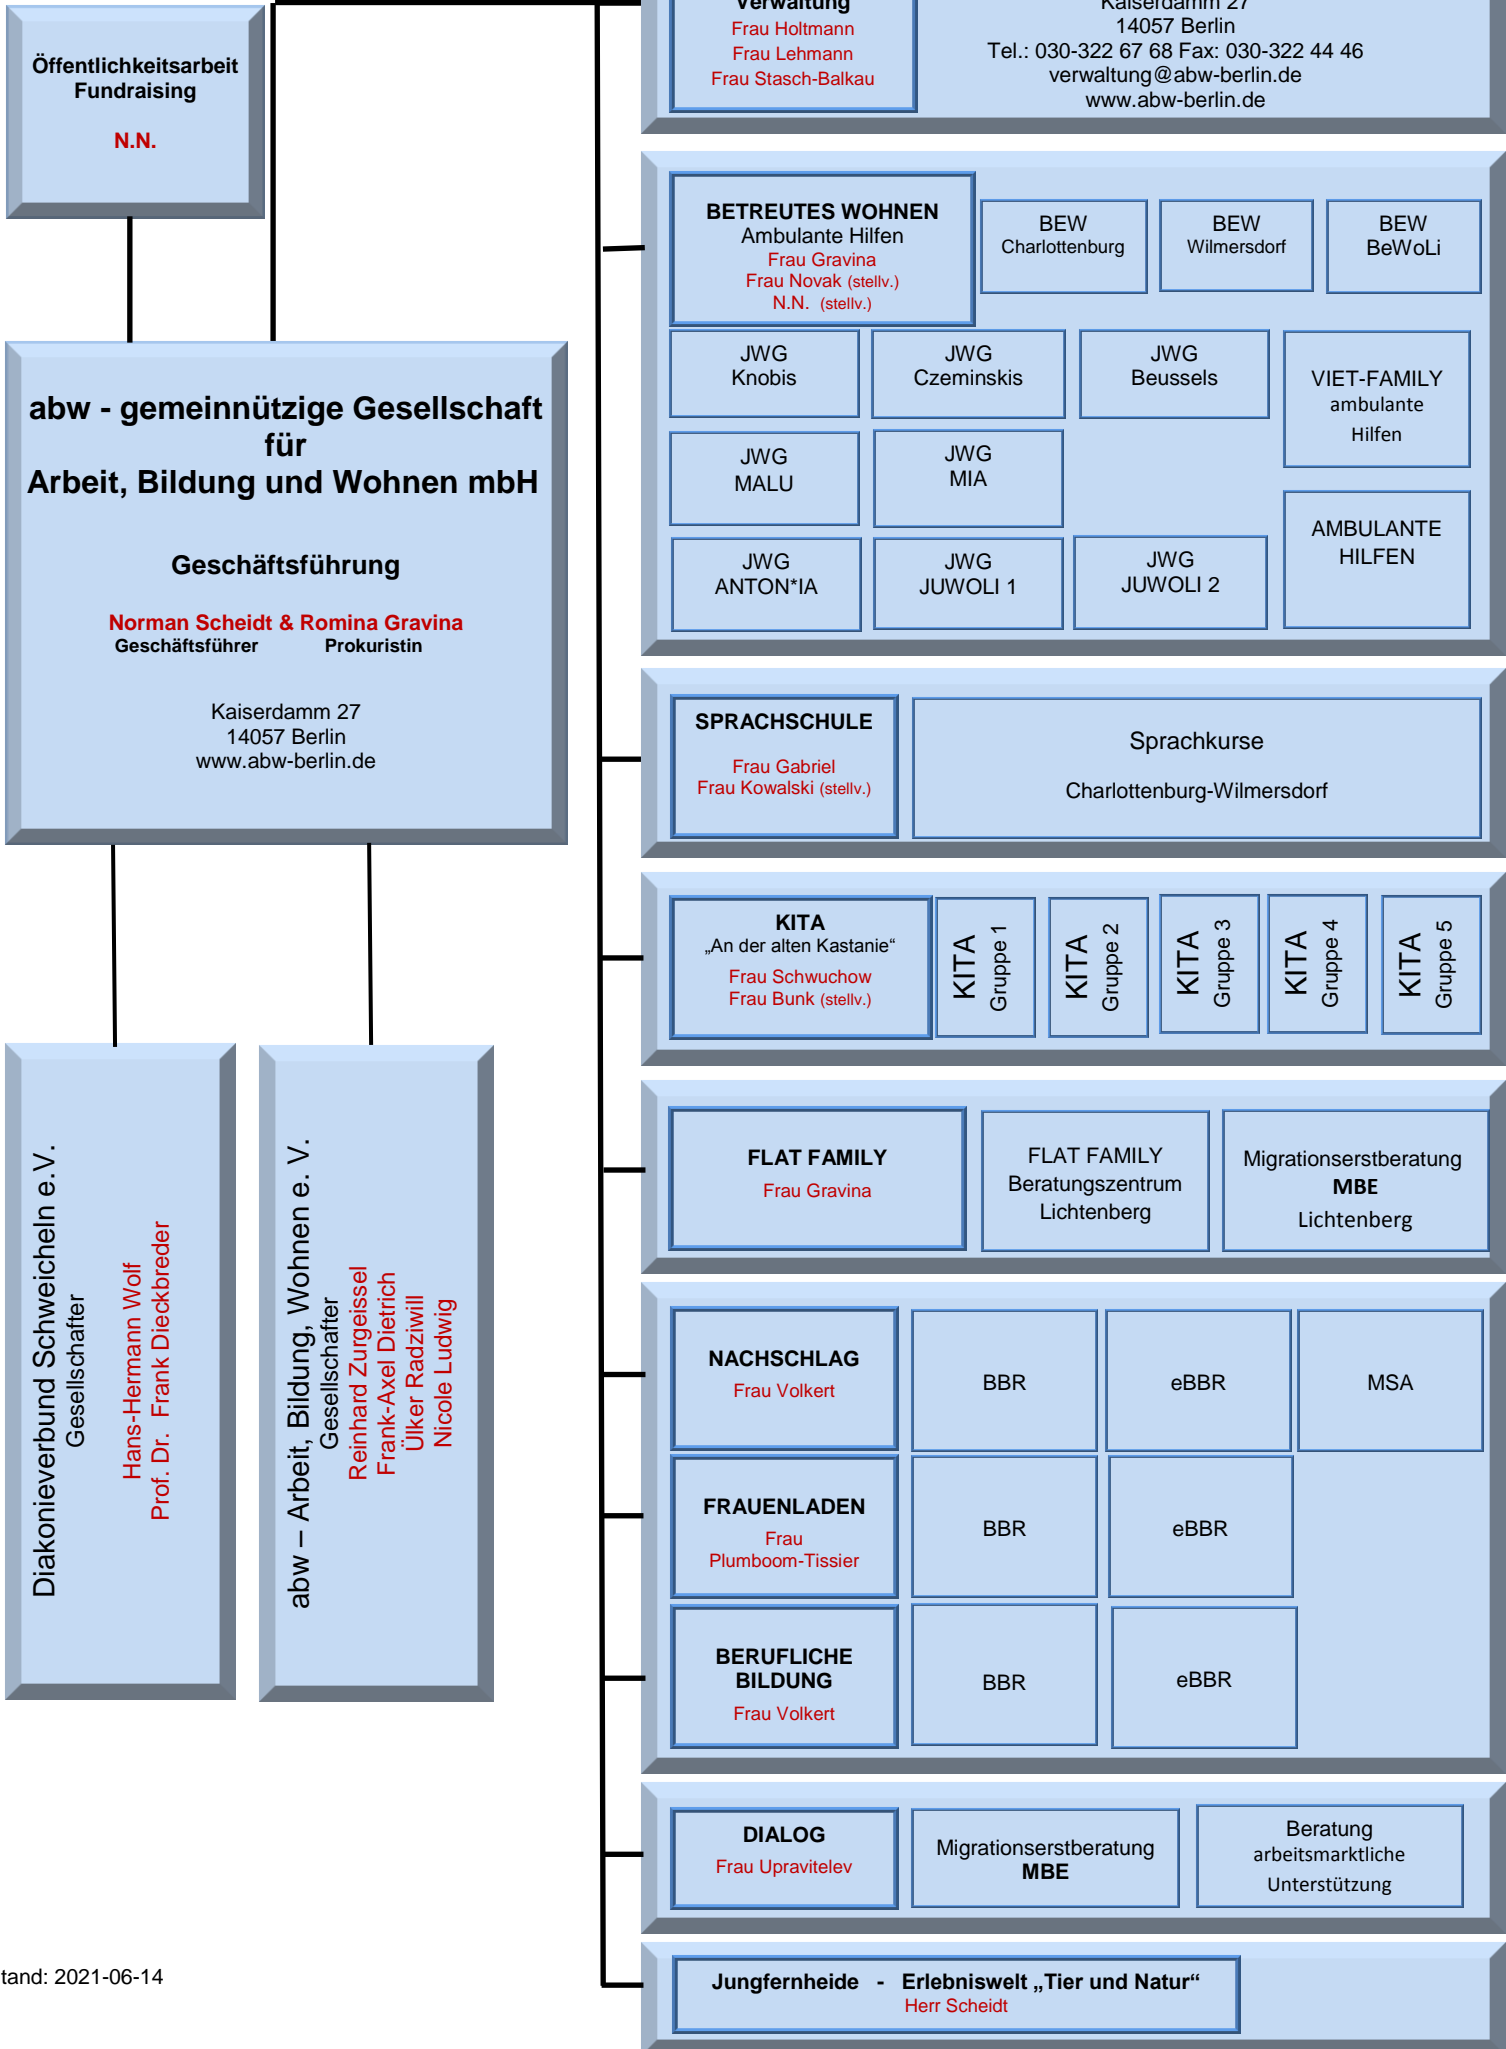 Öffentlichkeitsarbeit
Fundraising
N.N.
Verwaltung
Frau Holtmann
Frau Lehmann
Frau Stasch-Balkau
Kaiserdamm 27
14057 Berlin
Tel.: 030-322 67 68 Fax: 030-322 44 46
verwaltung@abw-berlin.de
www.abw-berlin.de
abw - gemeinnützige Gesellschaft
für
Arbeit, Bildung und Wohnen mbH
Geschäftsführung
Norman Scheidt & Romina Gravina
Geschäftsführer Prokuristin
Kaiserdamm 27
14057 Berlin
www.abw-berlin.de
Diakonieverbund Schweicheln e.V.
Gesellschafter
Hans-Hermann Wolf
Prof. Dr. Frank Dieckbreder
abw – Arbeit, Bildung, Wohnen e. V.
Gesellschafter
Reinhard Zurgeissel
Frank-Axel Dietrich
Ülker Radziwill
Nicole Ludwig
BETREUTES WOHNEN
Ambulante Hilfen
Frau Gravina
Frau Novak (stellv.)
N.N. (stellv.)
BEW
Charlottenburg
BEW
Wilmersdorf
BEW
BeWoLi
JWG
Knobis
JWG
Czeminskis
JWG
Beussels
VIET-FAMILY
ambulante
Hilfen
JWG
MALU
JWG
MIA
AMBULANTE
HILFEN
JWG
ANTON*IA
JWG
JUWOLI 1
JWG
JUWOLI 2
SPRACHSCHULE
Frau Gabriel
Frau Kowalski (stellv.)
Sprachkurse
Charlottenburg-Wilmersdorf
KITA
„An der alten Kastanie“
Frau Schwuchow
Frau Bunk (stellv.)
KITA
Gruppe 1
KITA
Gruppe 2
KITA
Gruppe 3
KITA
Gruppe 4
KITA
Gruppe 5
FLAT FAMILY
Frau Gravina
FLAT FAMILY
Beratungszentrum
Lichtenberg
Migrationserstberatung
MBE
Lichtenberg
NACHSCHLAG
Frau Volkert
BBR
eBBR
MSA
FRAUENLADEN
Frau
Plumboom-Tissier
BBR
eBBR
BERUFLICHE
BILDUNG
Frau Volkert
BBR
eBBR
DIALOG
Frau Upravitelev
Migrationserstberatung
MBE
Beratung
arbeitsmarktliche
Unterstützung
Jungfernheide - Erlebniswelt „Tier und Natur“
Herr Scheidt
tand: 2021-06-14